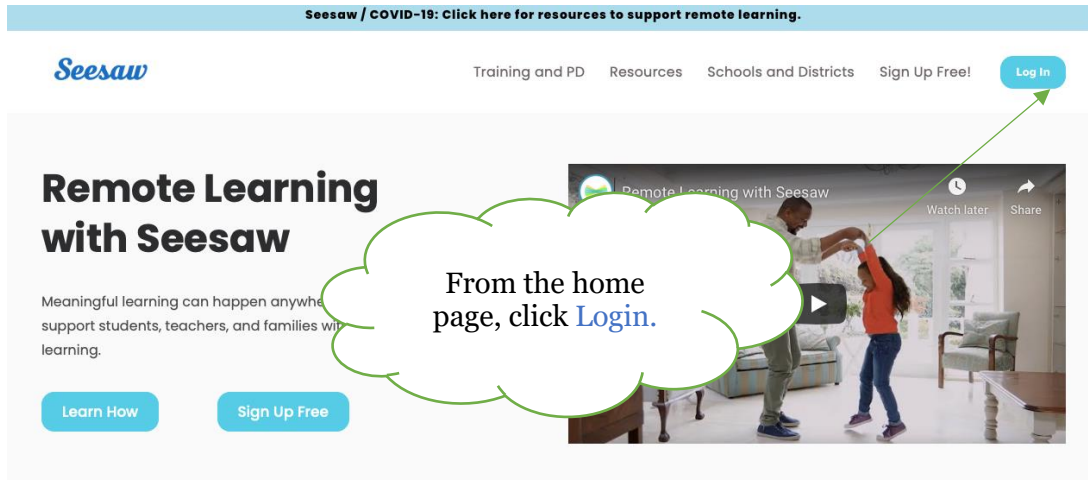 Seesaw / COVID-19: Click here for resources to support remote learning.
Seesaw
Training and PD Resources Schools and Districts Sign Up Free! Log In
Remote Learning
with Seesaw
Remote Learning with Seesaw
Watch later Share
Meaningful learning can happen
support students, teachers, and families
learning.
From the home
page, click Login.
Learn How Sign Up Free